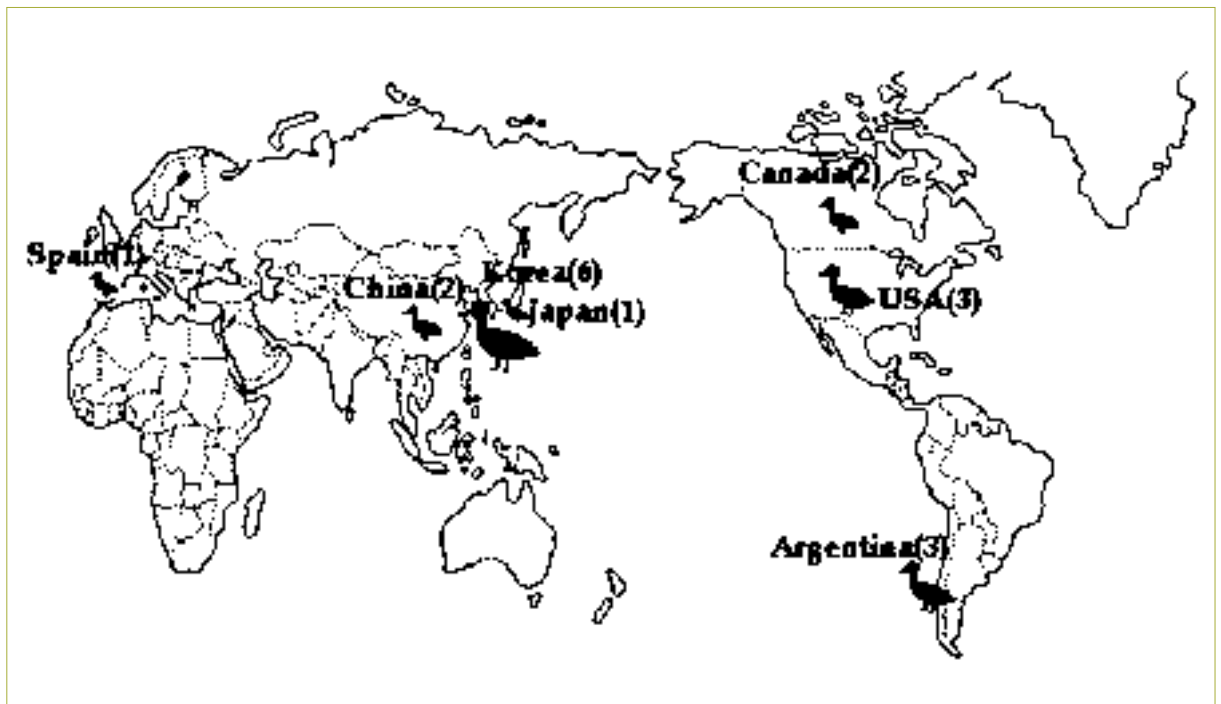 Canada(2)
Spain(1)
Korea(6)
China(2)
USA(3)
Japan(1)
Argentina(3)